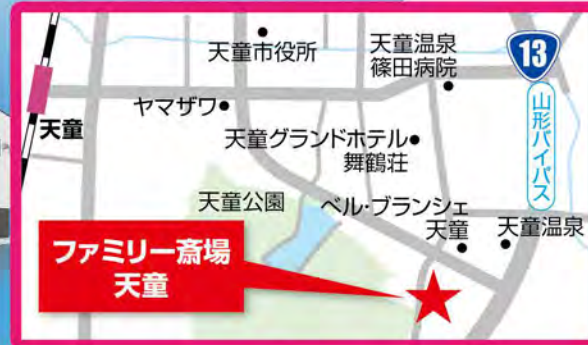 天童市役所
天童温泉
篠田病院
13
山形バイパス
ヤマザワ
天童
天童グランドホテル
舞鶴荘
天童公園
ベル・ブランシェ
天童
天童温泉
ファミリー斎場
天童